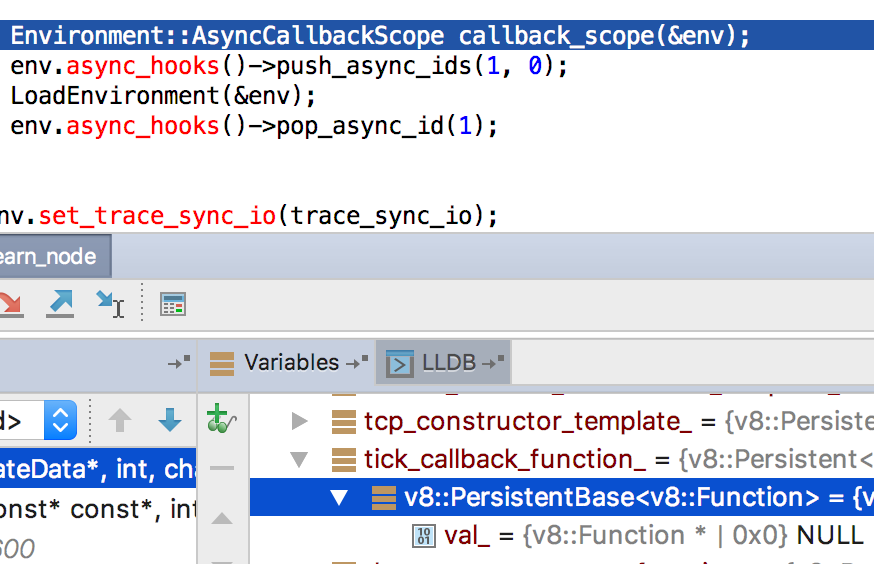 Environment::AsyncCallbackScope callback_scope(&env);
env.async_hooks()->push_async_ids(1, 0);
LoadEnvironment(&env);
env.async_hooks()->pop_async_id(1);
nv.set_trace_sync_io(trace_sync_io);
earn_node
Variables
LLDB
d>
tcp_constructor_template_ = {v8::Persiste
ateData*, int, cha
tick_callback_function_ = {v8::Persistent<
onst* const*, int
v8::PersistentBase<v8::Function> = {v
600
val_ = {v8::Function * | 0x0} NULL